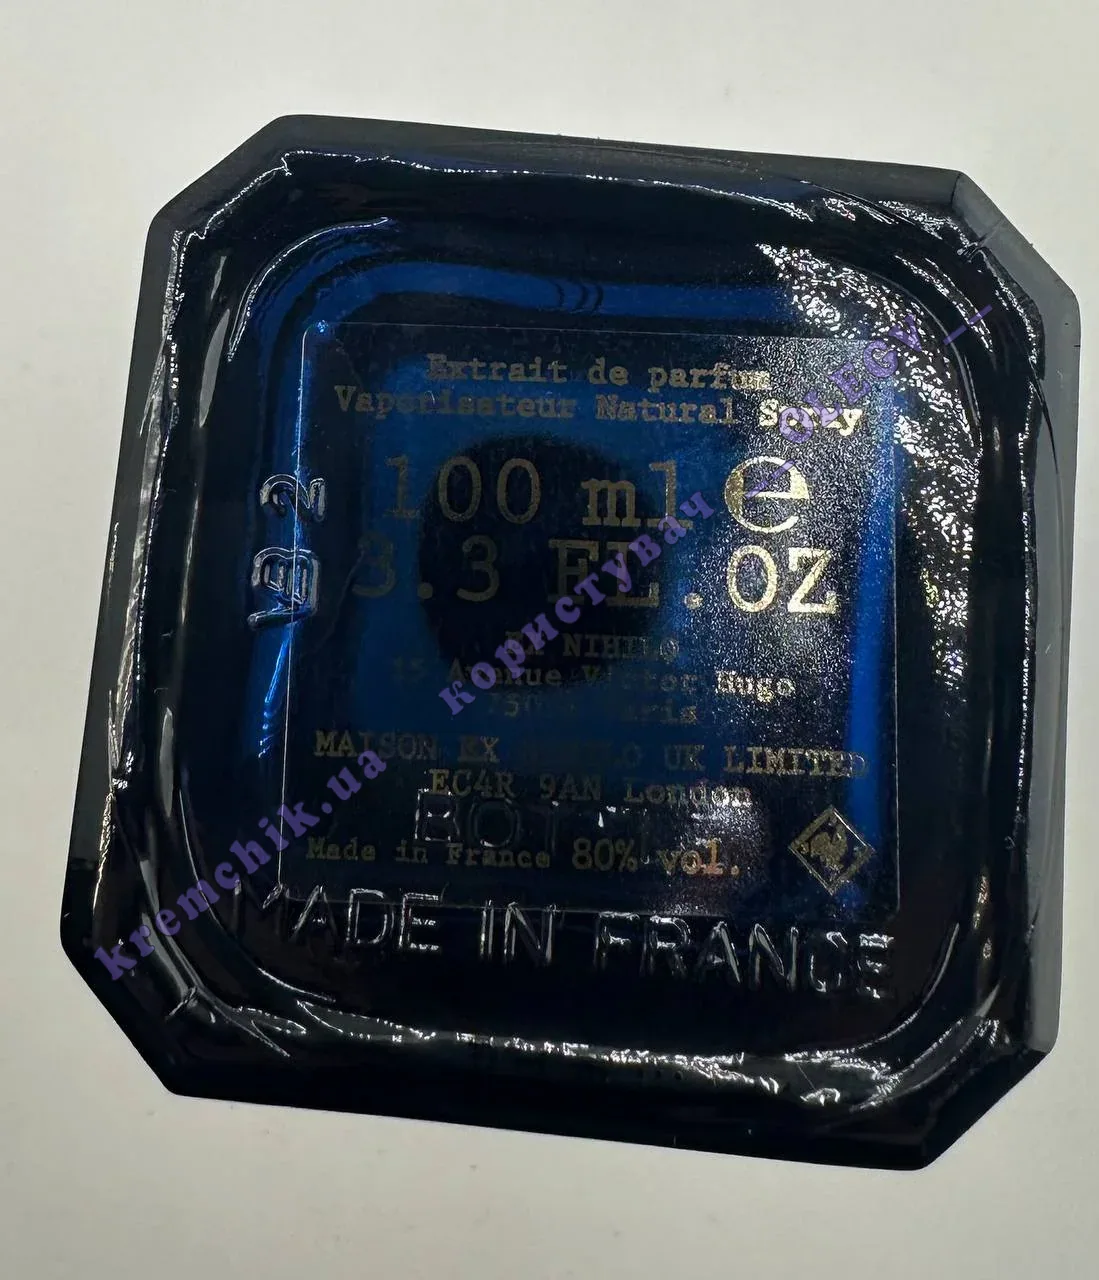 Extrait de parfum
Vaporisateur Natural Spray
100 ml e
3.3 FL.OZ
EX NIHILO
15 Avenue Victor Hugo
Paris
MAISON EX NIHILO UK LIMITED
EC4R 9AN London
Made in France 80% vol.
MADE IN FRANCE
kremchik.ua користувач __OLEGV__